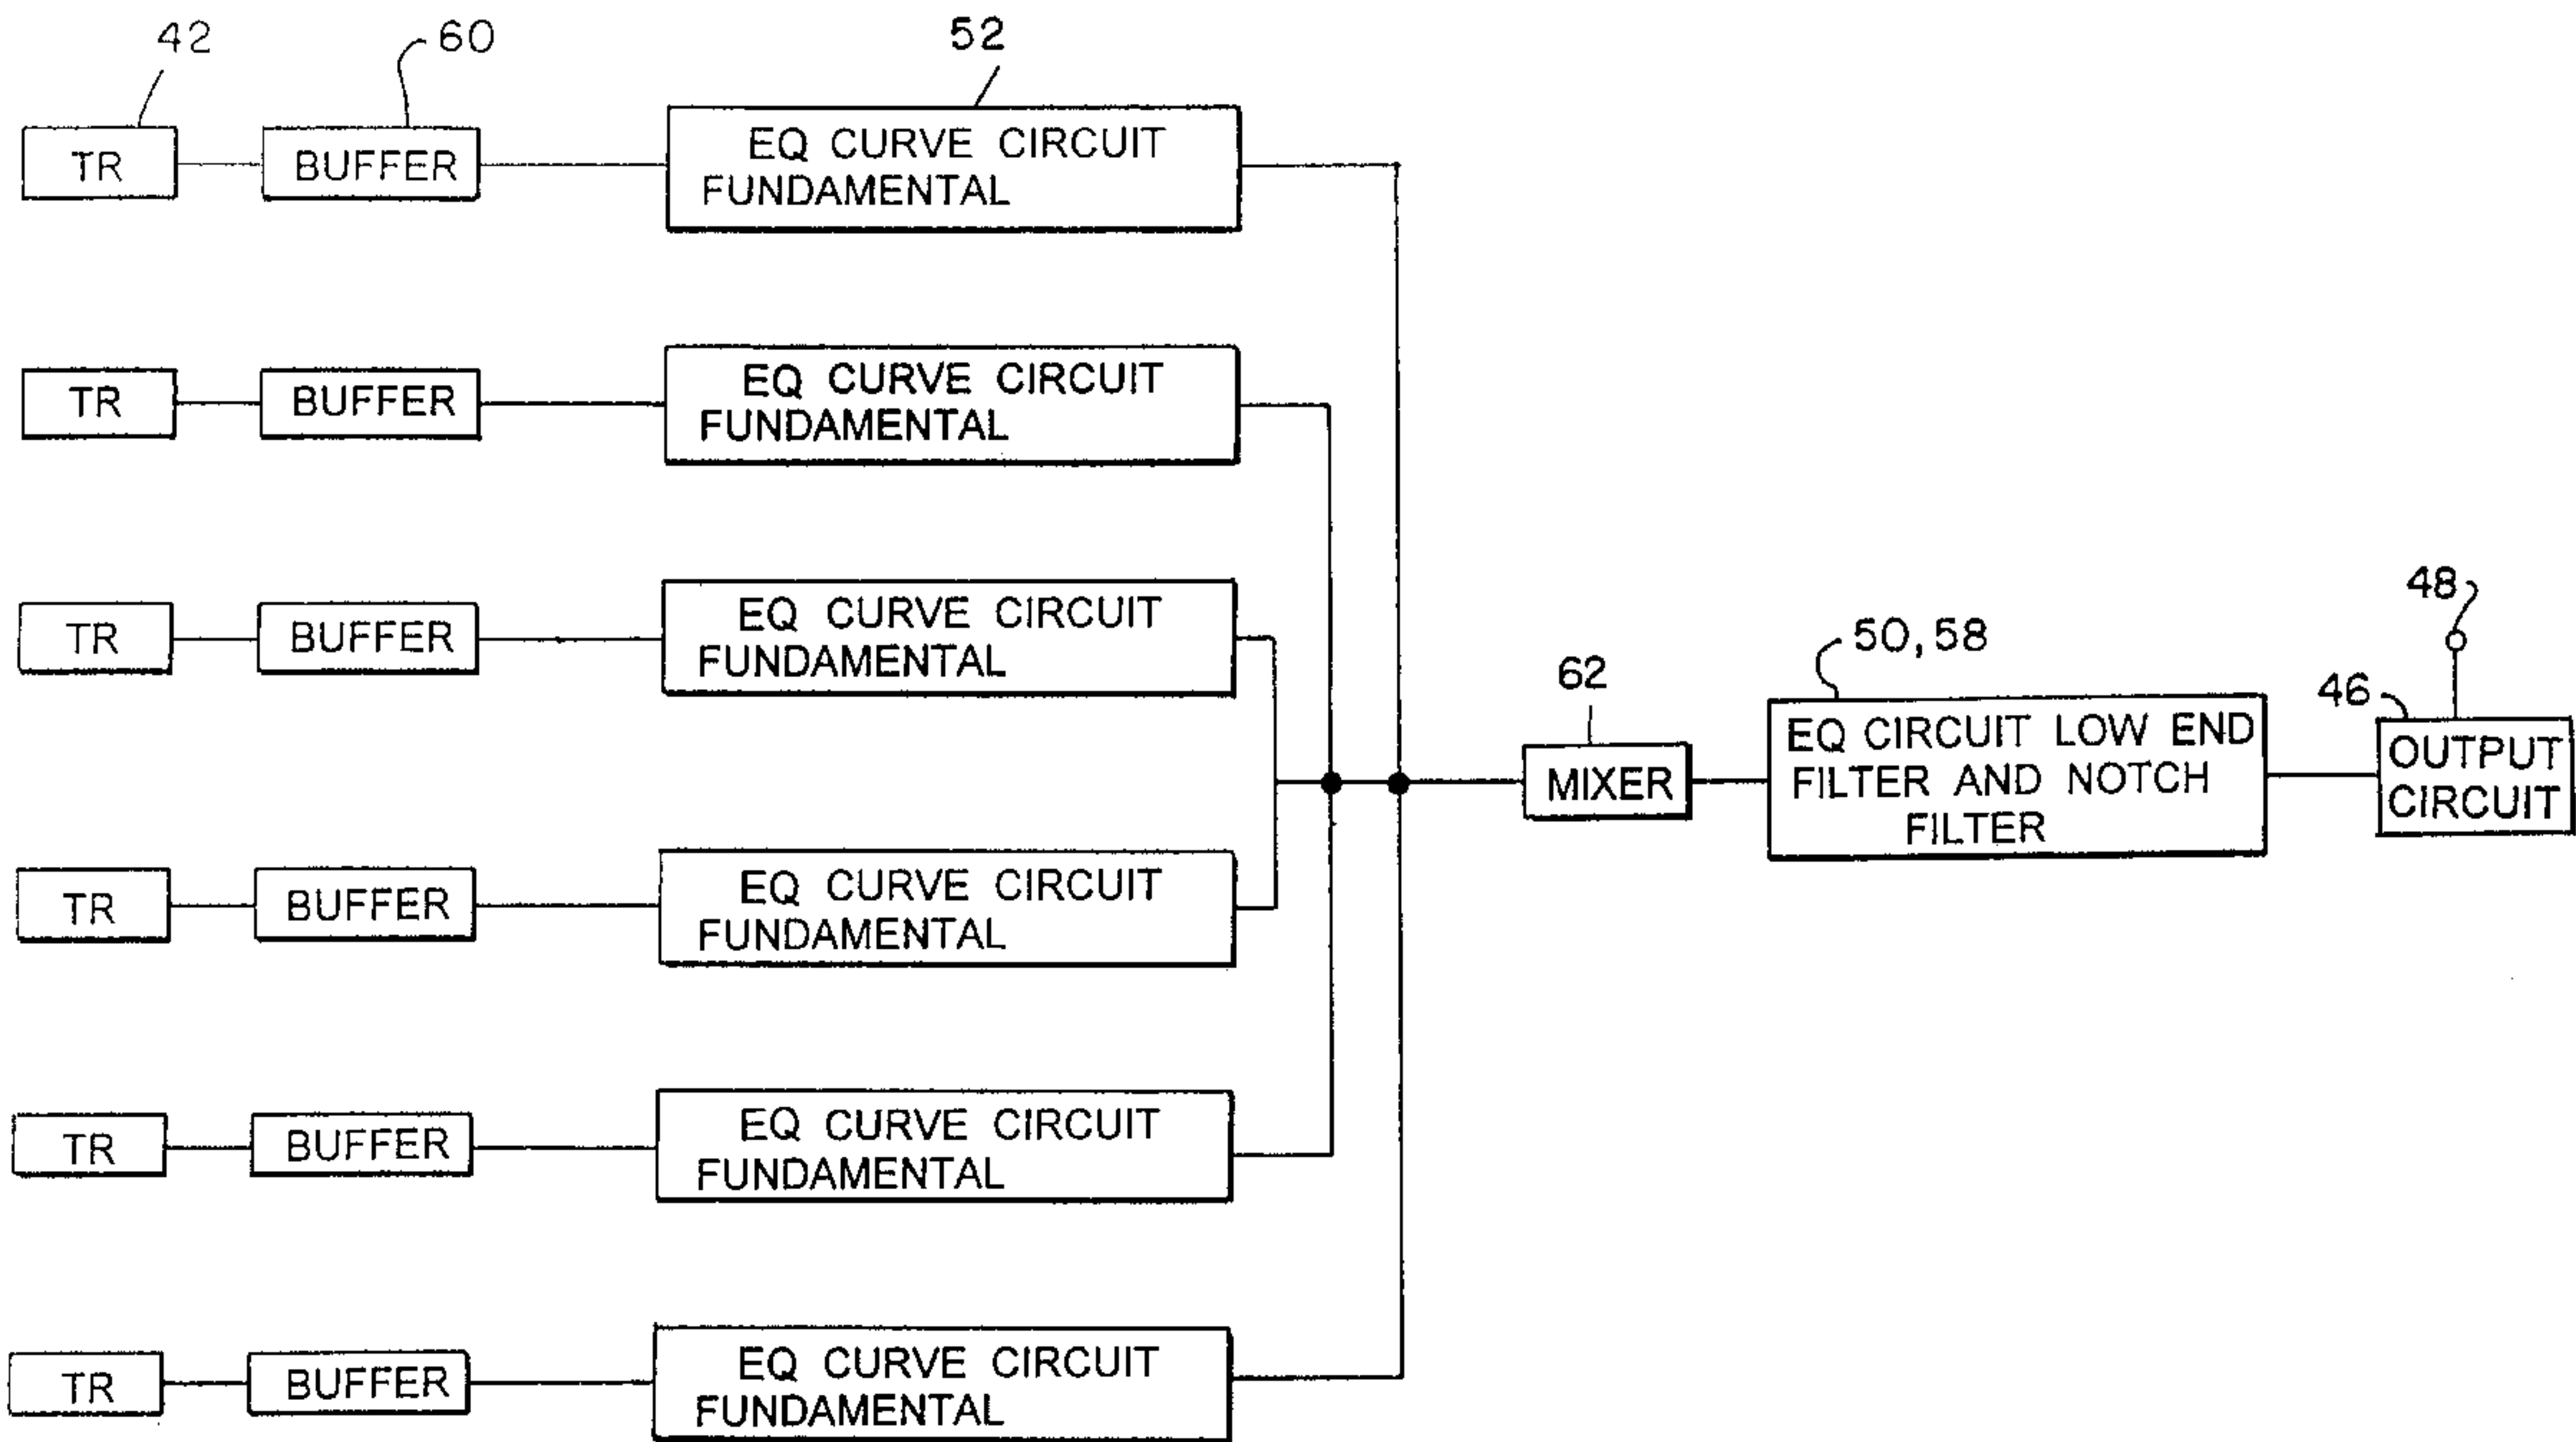 42
60
52
TR
BUFFER
EQ CURVE CIRCUIT
FUNDAMENTAL
TR
BUFFER
EQ CURVE CIRCUIT
FUNDAMENTAL
TR
BUFFER
EQ CURVE CIRCUIT
FUNDAMENTAL
48
50,58
62
46
EQ CIRCUIT LOW END
FILTER AND NOTCH
FILTER
MIXER
OUTPUT
CIRCUIT
TR
BUFFER
EQ CURVE CIRCUIT
FUNDAMENTAL
TR
BUFFER
EQ CURVE CIRCUIT
FUNDAMENTAL
TR
BUFFER
EQ CURVE CIRCUIT
FUNDAMENTAL